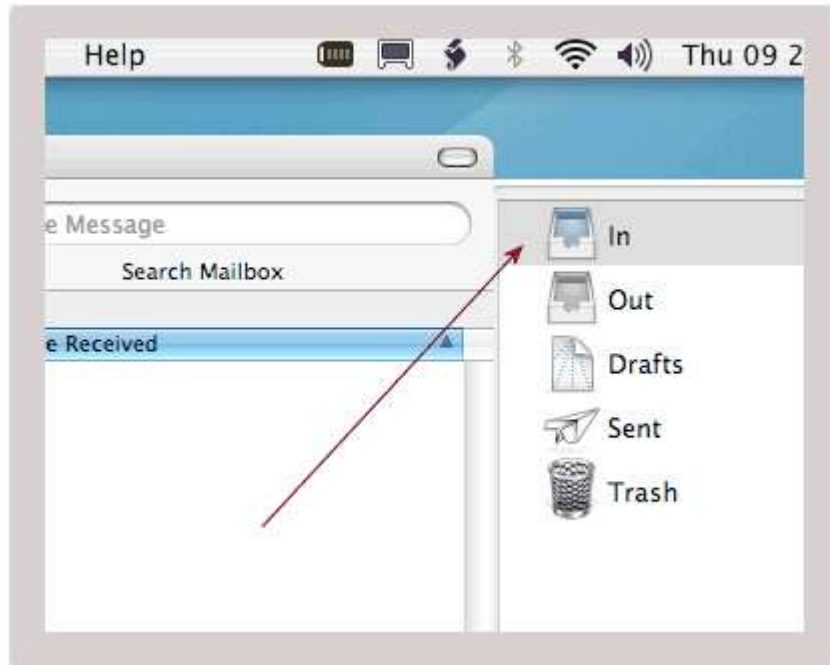 Help Thu 09 2
e Message
Search Mailbox
e Received
In
Out
Drafts
Sent
Trash